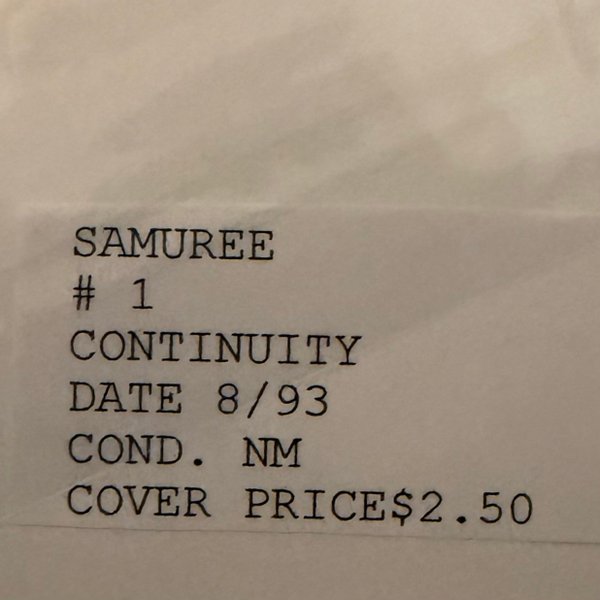 SAMUREE
# 1
CONTINUITY
DATE 8/93
COND. NM
COVER PRICE$2.50